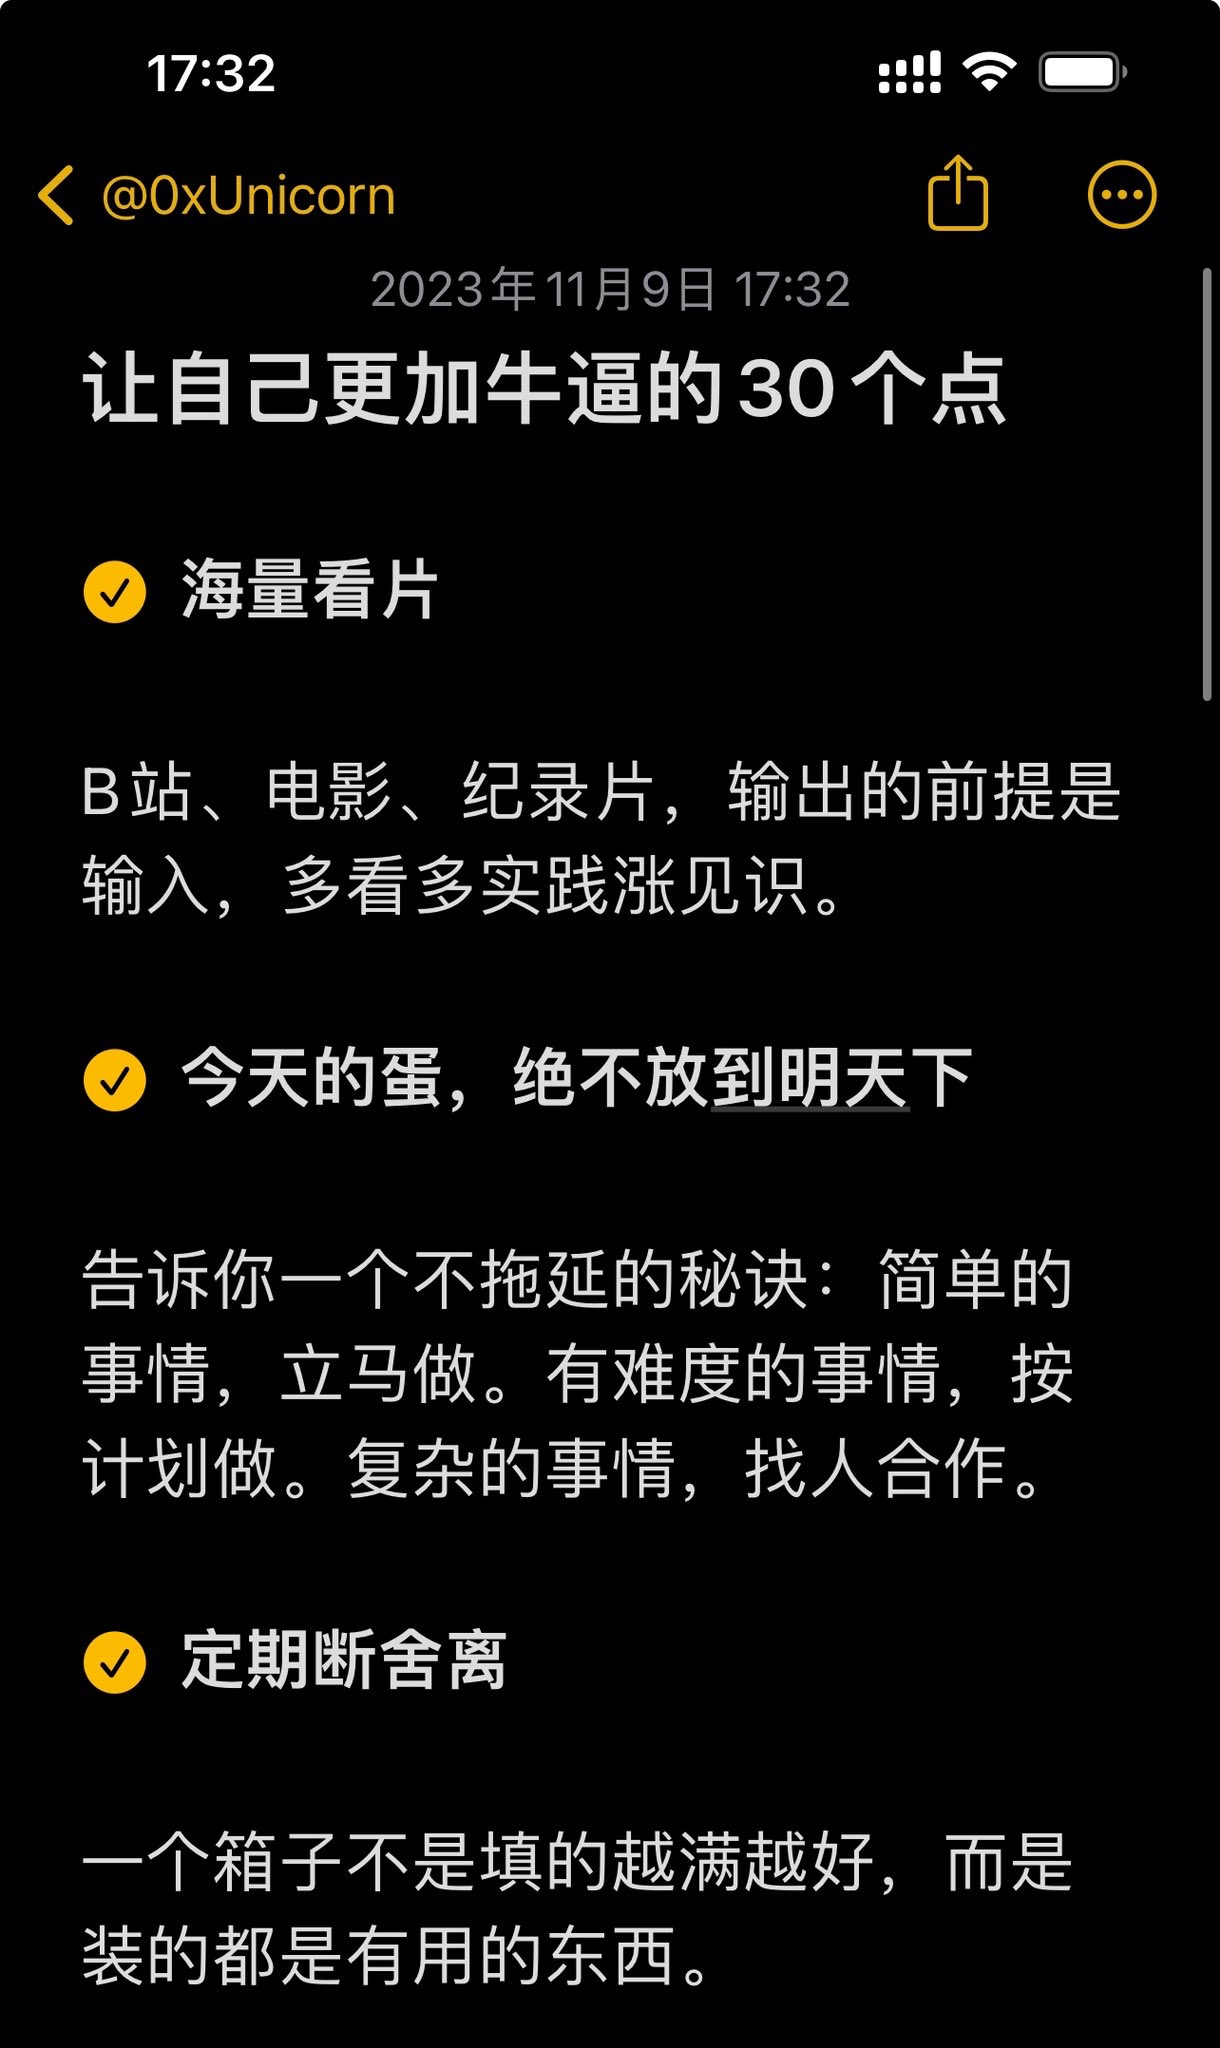 17:32
@0xUnicorn
2023年11月9日 17:32
让自己更加牛逼的30个点
海量看片
B站、电影、纪录片，输出的前提是
输入，多看多实践涨见识。
今天的蛋，绝不放到明天下
告诉你一个不拖延的秘诀：简单的
事情，立马做。有难度的事情，按
计划做。复杂的事情，找人合作。
定期断舍离
一个箱子不是填的越满越好，而是
装的都是有用的东西。